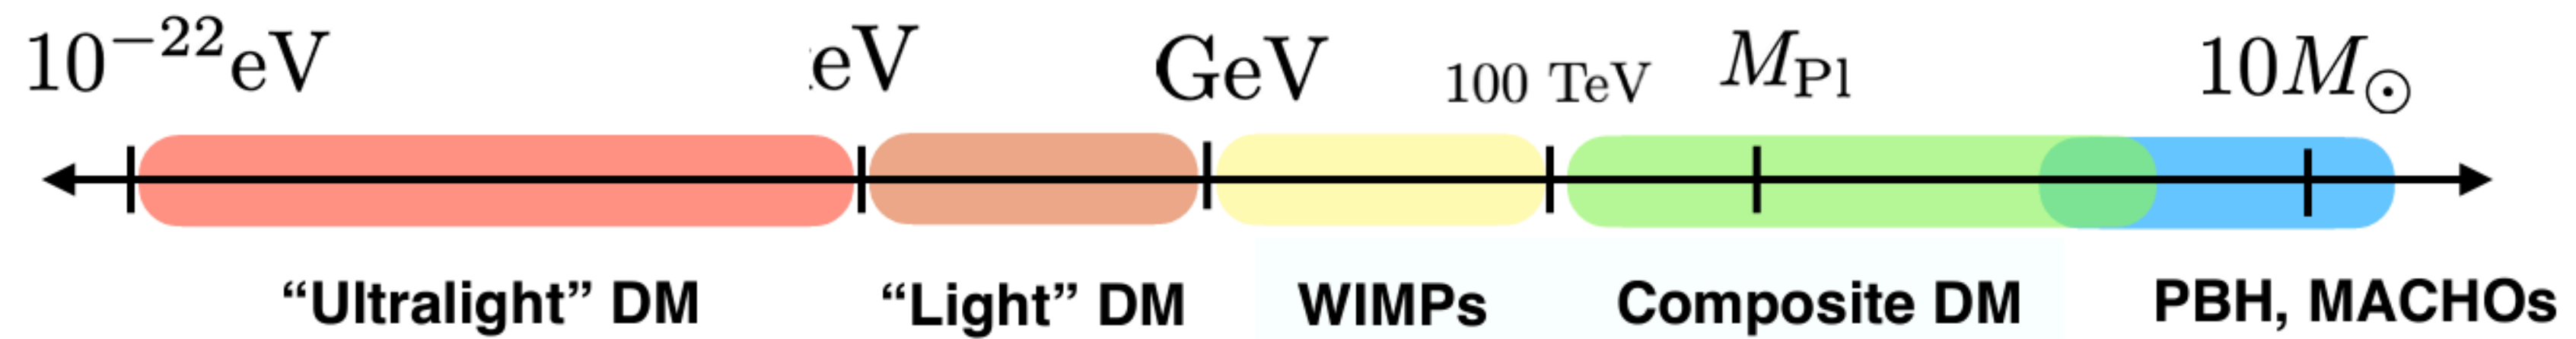 10⁻²²eV eV GeV 100 TeV M_Pl 10M_⊙
“Ultralight” DM “Light” DM WIMPs Composite DM PBH, MACHOs